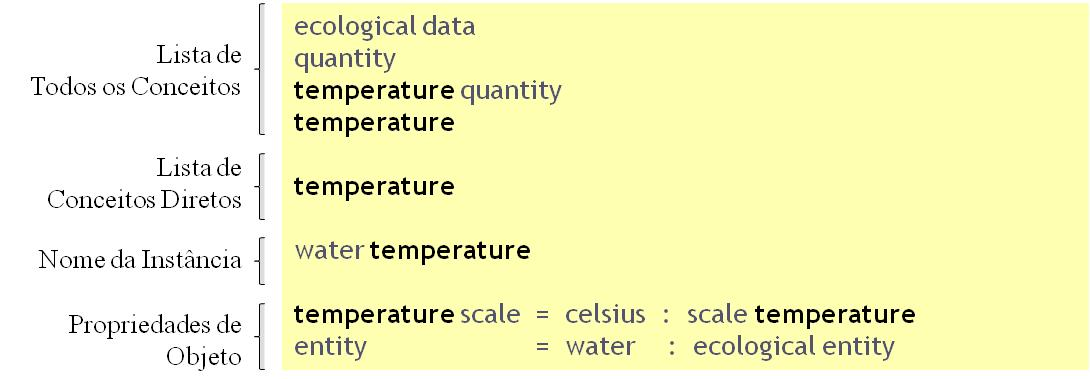 Lista de
Todos os Conceitos
ecological data
quantity
temperature quantity
temperature
Lista de
Conceitos Diretos
temperature
Nome da Instância
water temperature
Propriedades de
Objeto
temperature scale = celsius : scale temperature
entity = water : ecological entity